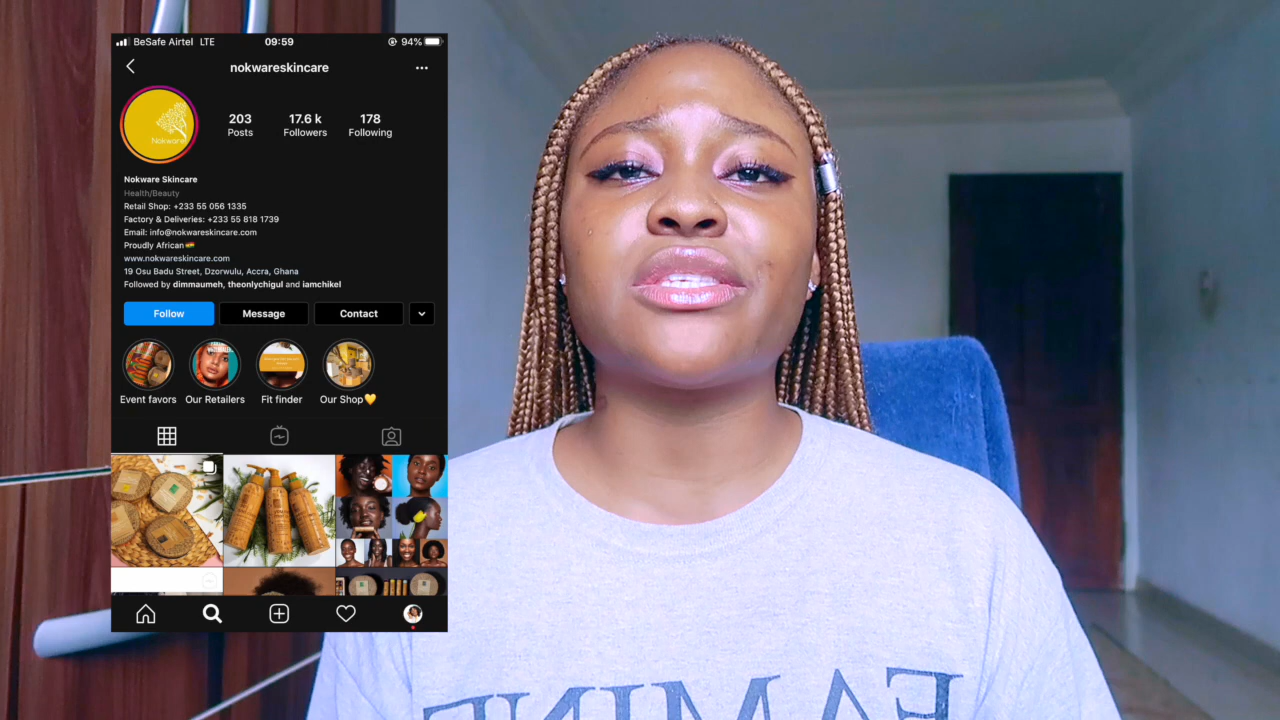 BeSafe Airtel LTE 09:59 94%
nokwareskincare
Nokware
203 17.6 k 178
Posts Followers Following
Nokware Skincare
Health/Beauty
Retail Shop: +233 55 056 1335
Factory & Deliveries: +233 55 818 1739
Email: info@nokwareskincare.com
Proudly African
www.nokwareskincare.com
19 Osu Badu Street, Dzorwulu, Accra, Ghana
Followed by dimmaumeh, theonlychigul and iamchikel
Follow Message Contact
Event favors Our Retailers Fit finder Our Shop💛